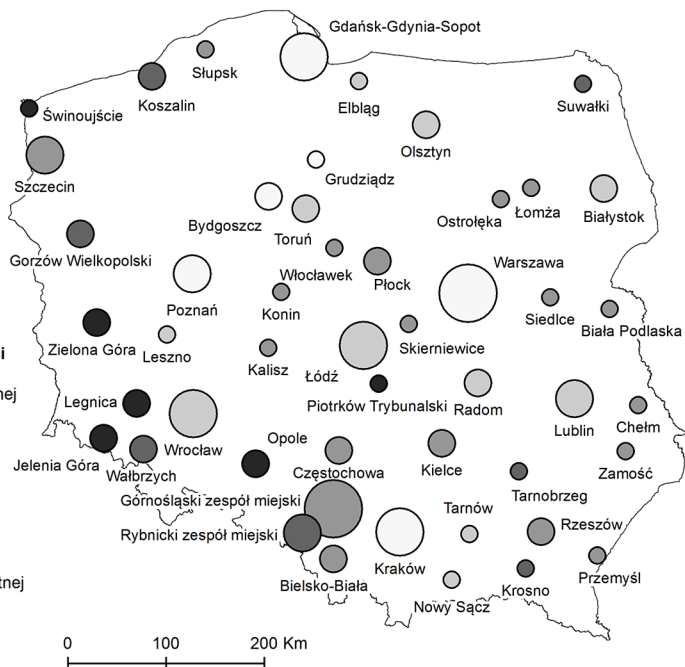 Gdańsk-Gdynia-Sopot
Słupsk
Koszalin
Elbląg
Suwałki
Świnoujście
Olsztyn
Grudziądz
Szczecin
Bydgoszcz
Toruń
Ostrołęka
Łomża
Białystok
Gorzów Wielkopolski
Włocławek
Płock
Warszawa
Poznań
Konin
Siedlce
Biała Podlaska
Zielona Góra
Leszno
Skierniewice
Kalisz
Łódź
Legnica
Piotrków Trybunalski
Radom
Wrocław
Lublin
Chełm
Jelenia Góra
Wałbrzych
Opole
Częstochowa
Kielce
Zamość
Górnośląski zespół miejski
Tarnobrzeg
Tarnów
Rzeszów
Rybnicki zespół miejski
Kraków
Bielsko-Biała
Nowy Sącz
Krosno
Przemyśl
0 100 200 Km